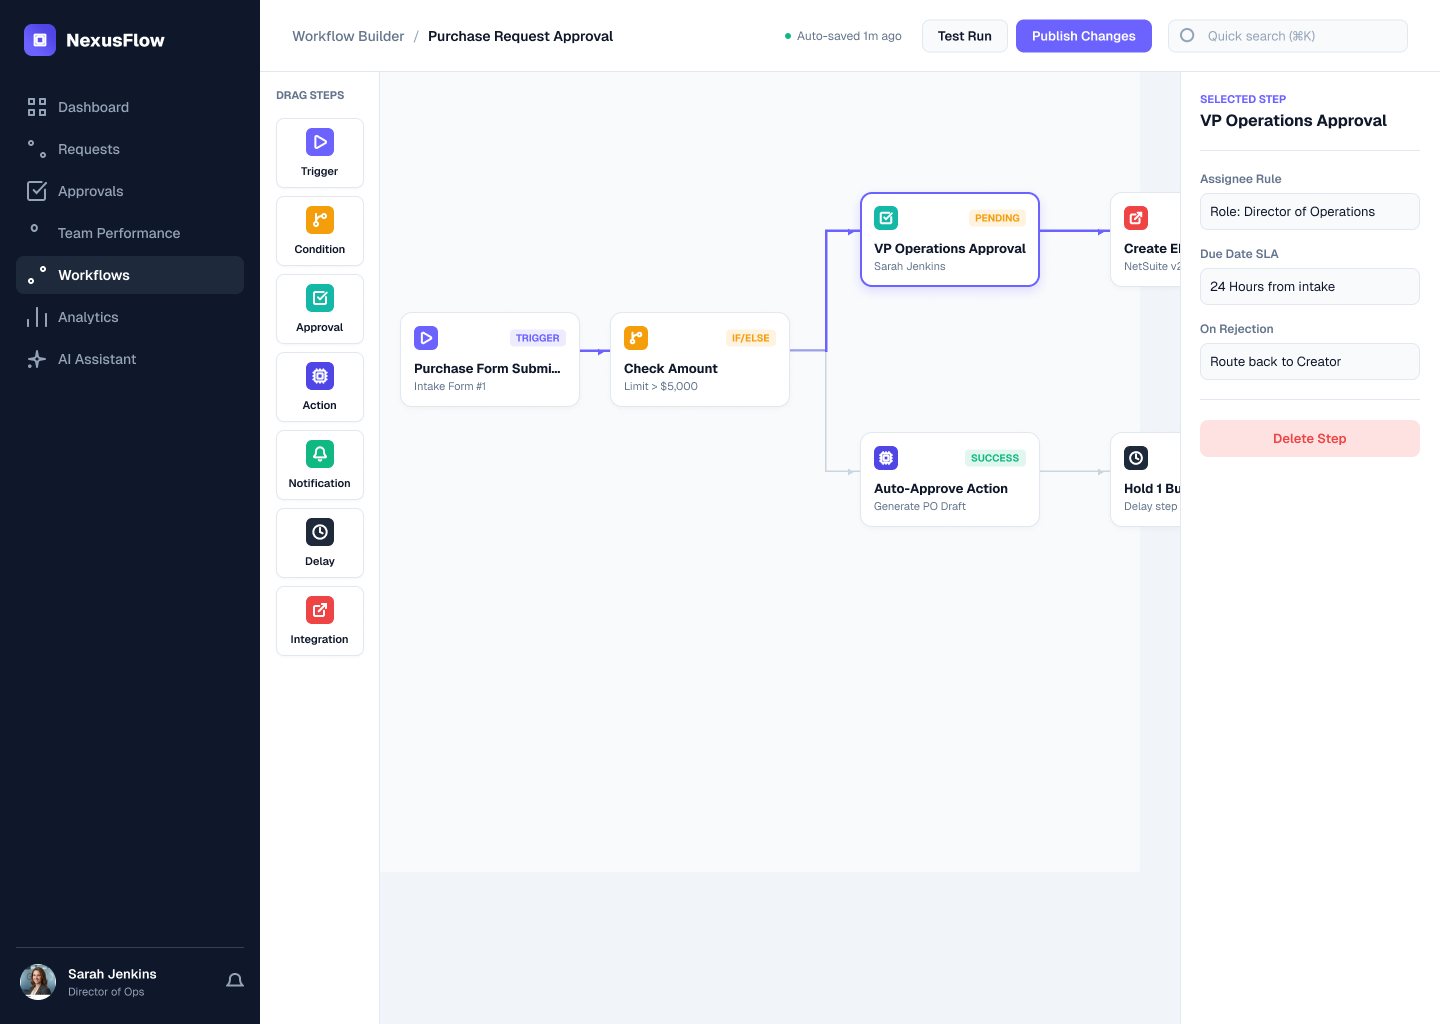 NexusFlow
Dashboard
Requests
Approvals
Team Performance
Workflows
Analytics
AI Assistant
Sarah Jenkins
Director of Ops
Workflow Builder / Purchase Request Approval
Auto-saved 1m ago
Test Run
Publish Changes
Quick search (⌘K)
DRAG STEPS
Trigger
Condition
Approval
Action
Notification
Delay
Integration
TRIGGER
Purchase Form Submi...
Intake Form #1
IF/ELSE
Check Amount
Limit > $5,000
PENDING
VP Operations Approval
Sarah Jenkins
Create
NetSuite
SUCCESS
Auto-Approve Action
Generate PO Draft
Hold 1
Delay step
SELECTED STEP
VP Operations Approval
Assignee Rule
Role: Director of Operations
Due Date SLA
24 Hours from intake
On Rejection
Route back to Creator
Delete Step